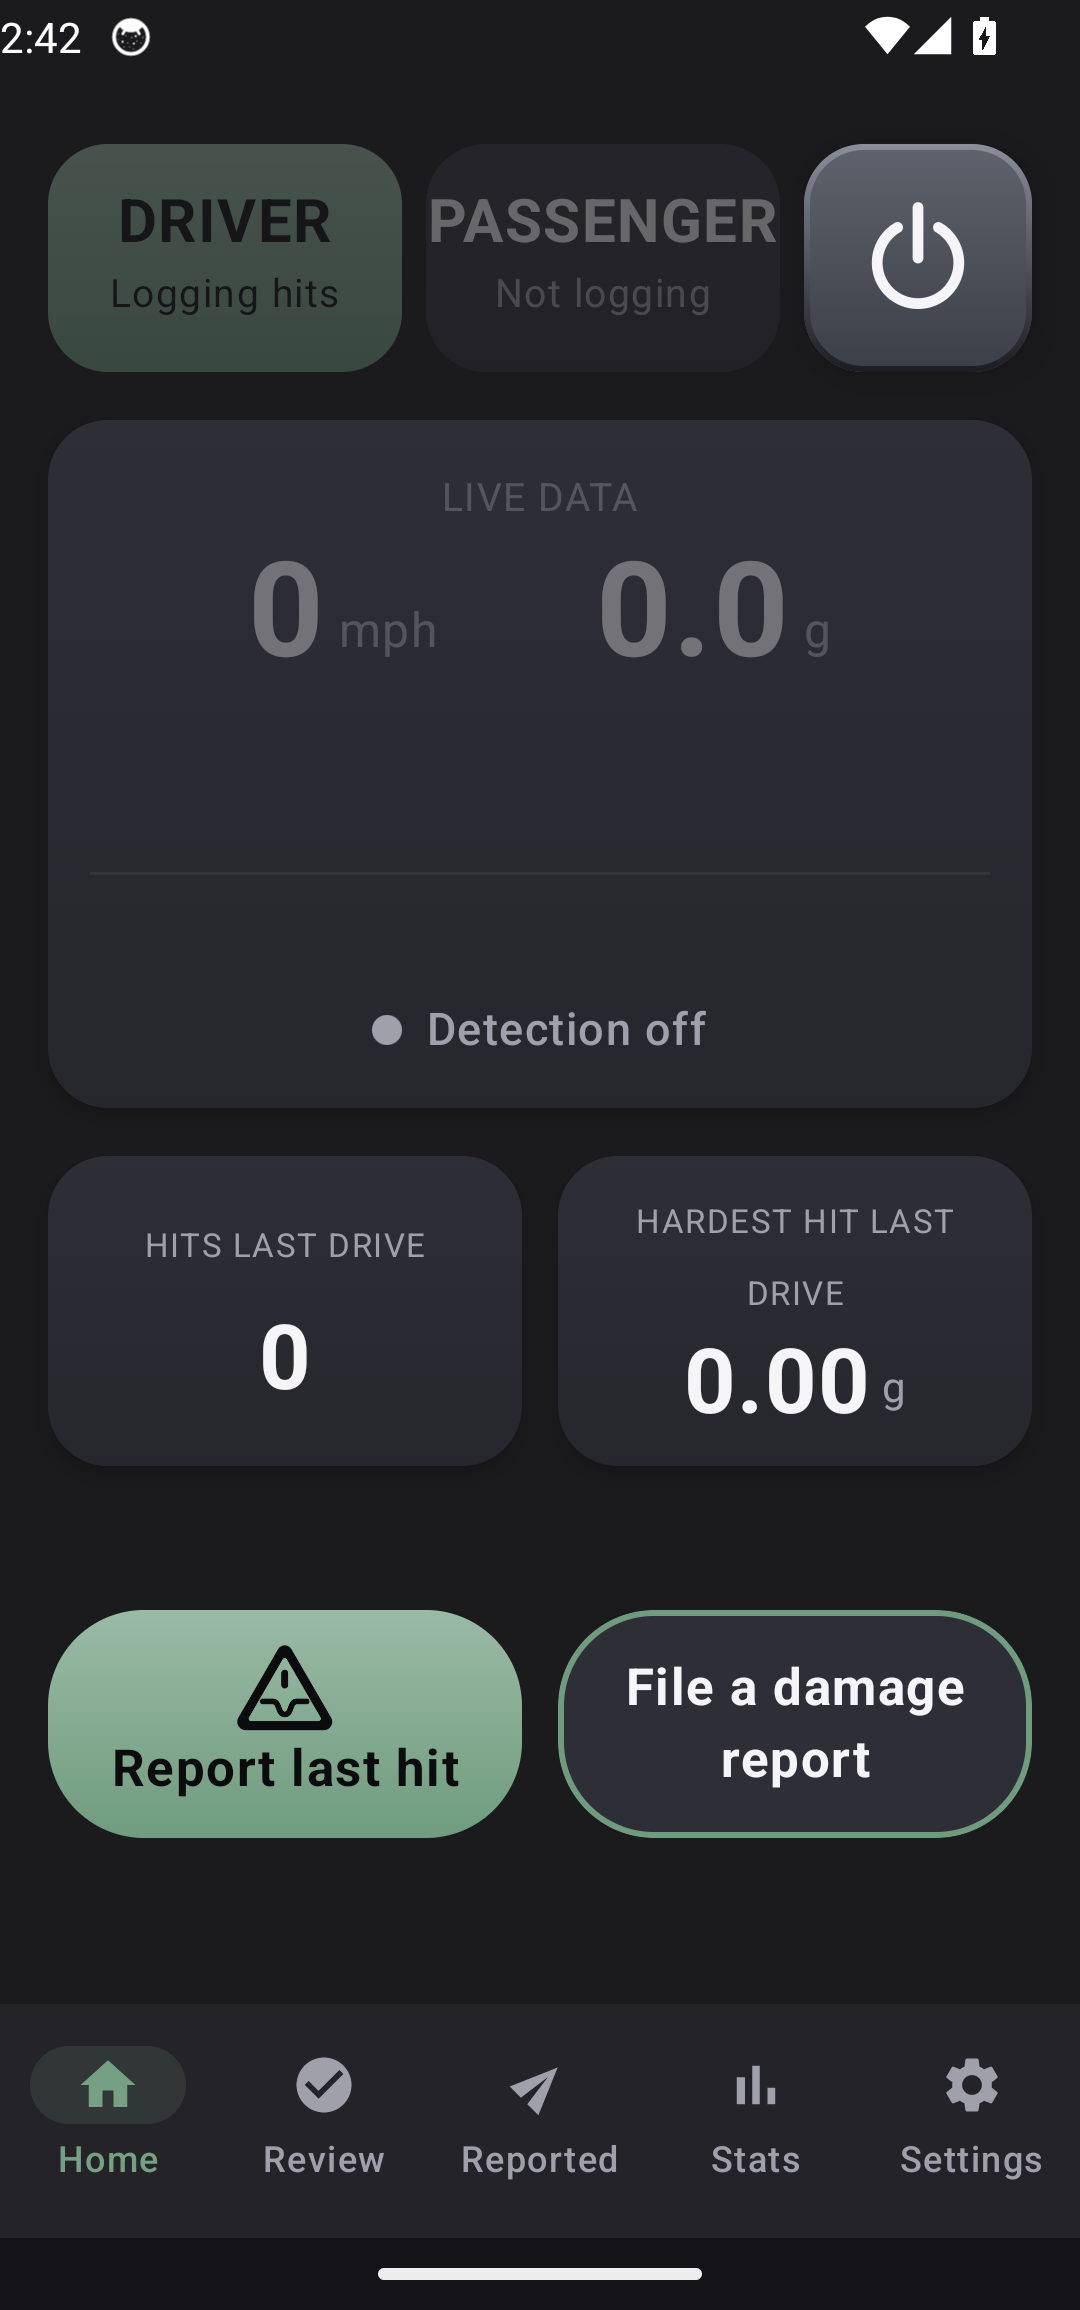 2:42
DRIVER
Logging hits
PASSENGER
Not logging
LIVE DATA
0 mph
0.0 g
Detection off
HITS LAST DRIVE
0
HARDEST HIT LAST
DRIVE
0.00 g
Report last hit
File a damage
report
Home
Review
Reported
Stats
Settings